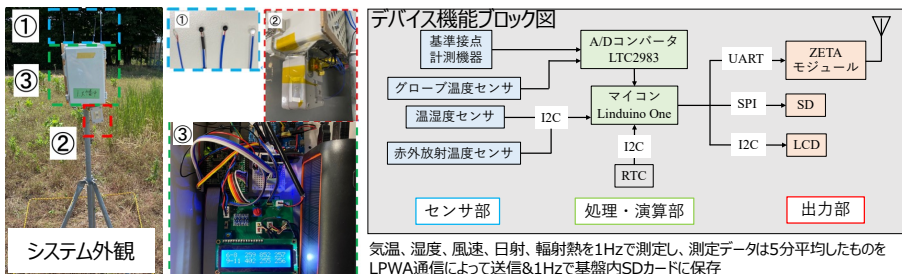 ①
③
②
システム外観
①
②
③
デバイス機能ブロック図
基準接点
計測機器
グローブ温度センサ
温湿度センサ
赤外放射温度センサ
I2C
A/Dコンバータ
LTC2983
マイコン
Linduino One
I2C
RTC
UART
SPI
I2C
ZETA
モジュール
SD
LCD
センサ部
処理・演算部
出力部
気温、湿度、風速、日射、輻射熱を1Hzで測定し、測定データは5分平均したものを
LPWA通信によって送信&1Hzで基盤内SDカードに保存